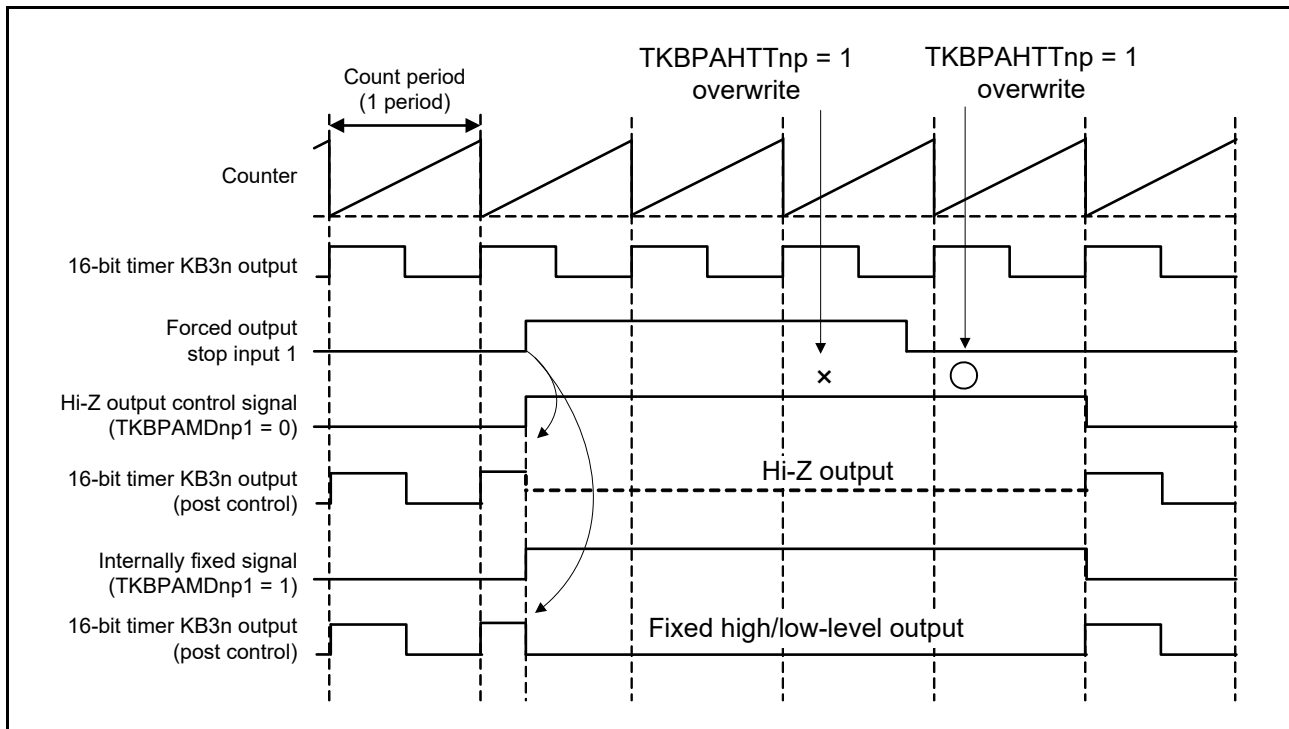 TKBPAHTTnp = 1
overwrite
TKBPAHTTnp = 1
overwrite
Count period
(1 period)
Counter
16-bit timer KB3n output
Forced output
stop input 1
×
Hi-Z output control signal
(TKBPAMDnp1 = 0)
16-bit timer KB3n output
(post control)
Hi-Z output
Internally fixed signal
(TKBPAMDnp1 = 1)
16-bit timer KB3n output
(post control)
Fixed high/low-level output